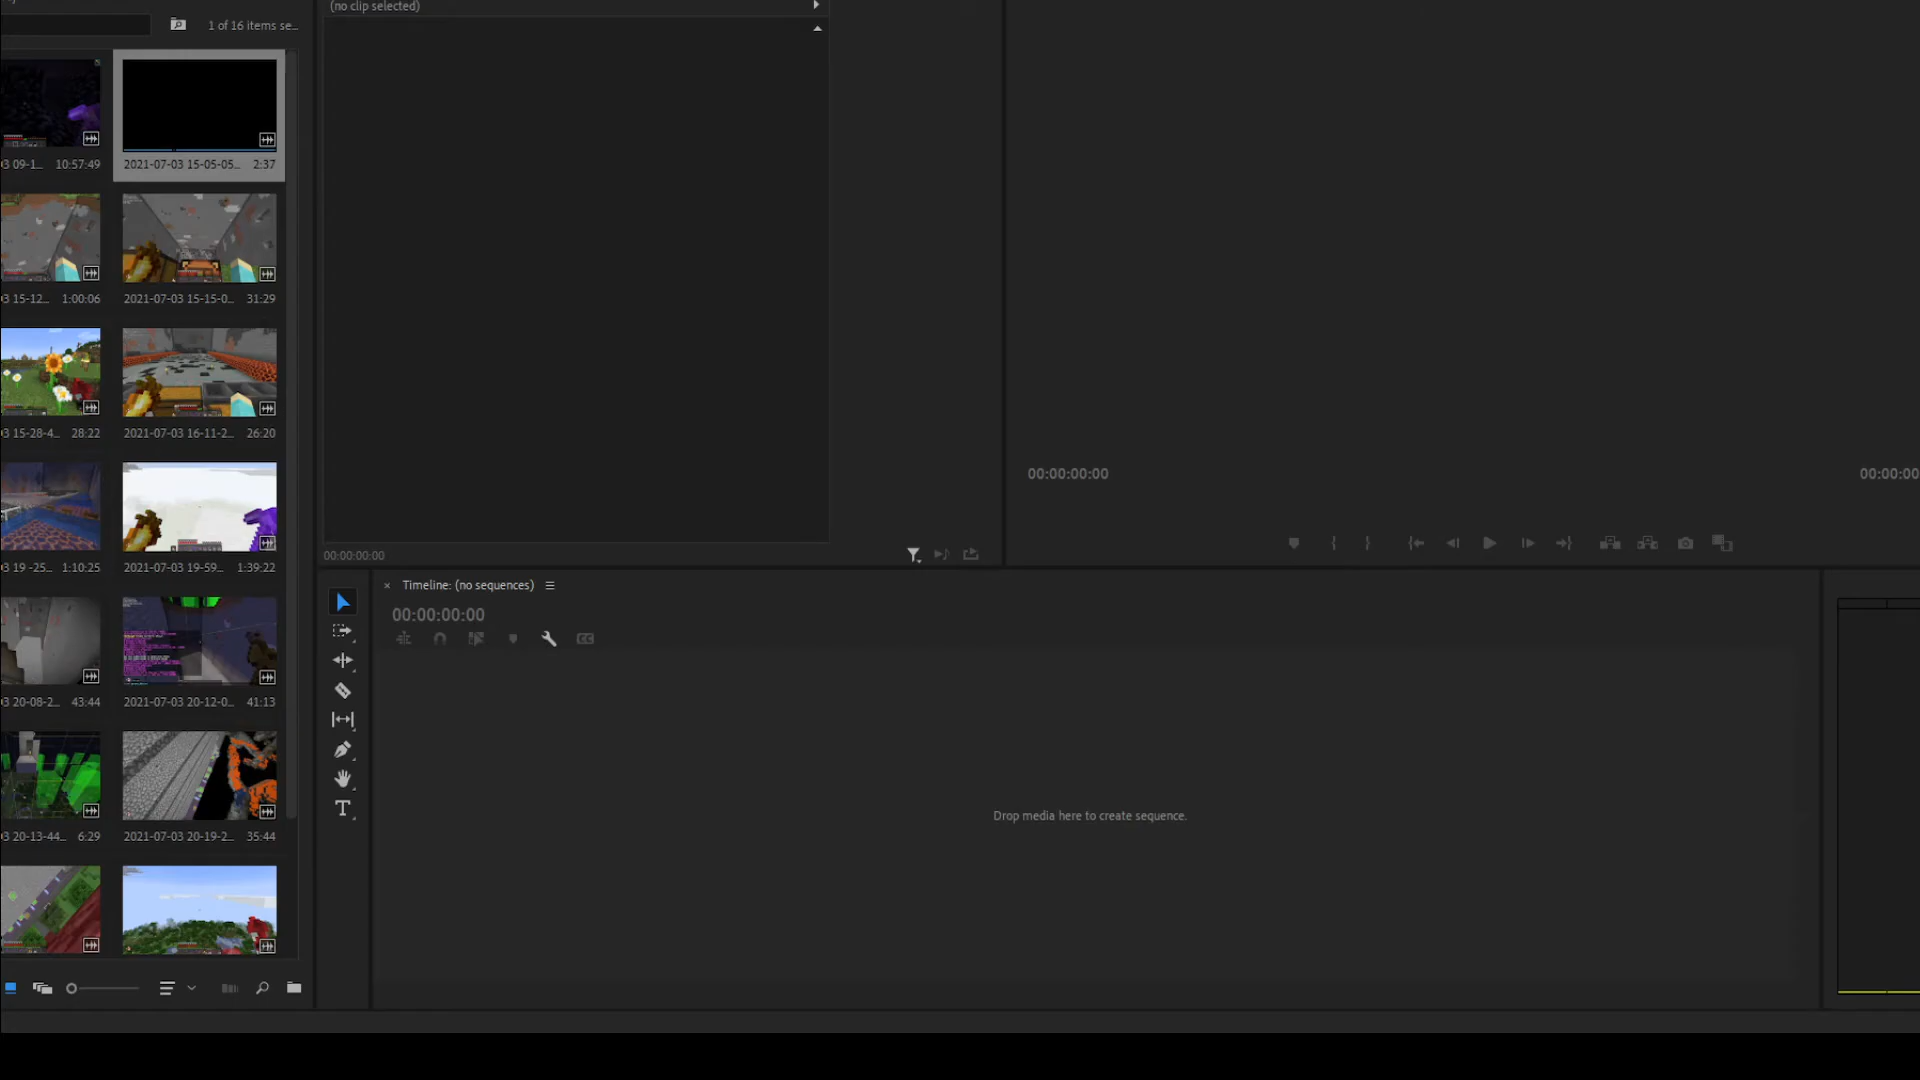 (no clip selected)
1 of 16 items se...
3 09-1... 10:57:49
2021-07-03 15-05-05... 2:37
3 15-12... 1:00:06
2021-07-03 15-15-0... 31:29
3 15-28-4... 28:22
2021-07-03 16-11-2... 26:20
00:00:00:00
00:00:00
00:00:00:00
3 19 -25... 1:10:25
2021-07-03 19-59... 1:39:22
Timeline: (no sequences)
00:00:00:00
CC
3 20-08-2... 43:44
2021-07-03 20-12-0... 41:13
T
Drop media here to create sequence.
3 20-13-44... 6:29
2021-07-03 20-19-2... 35:44